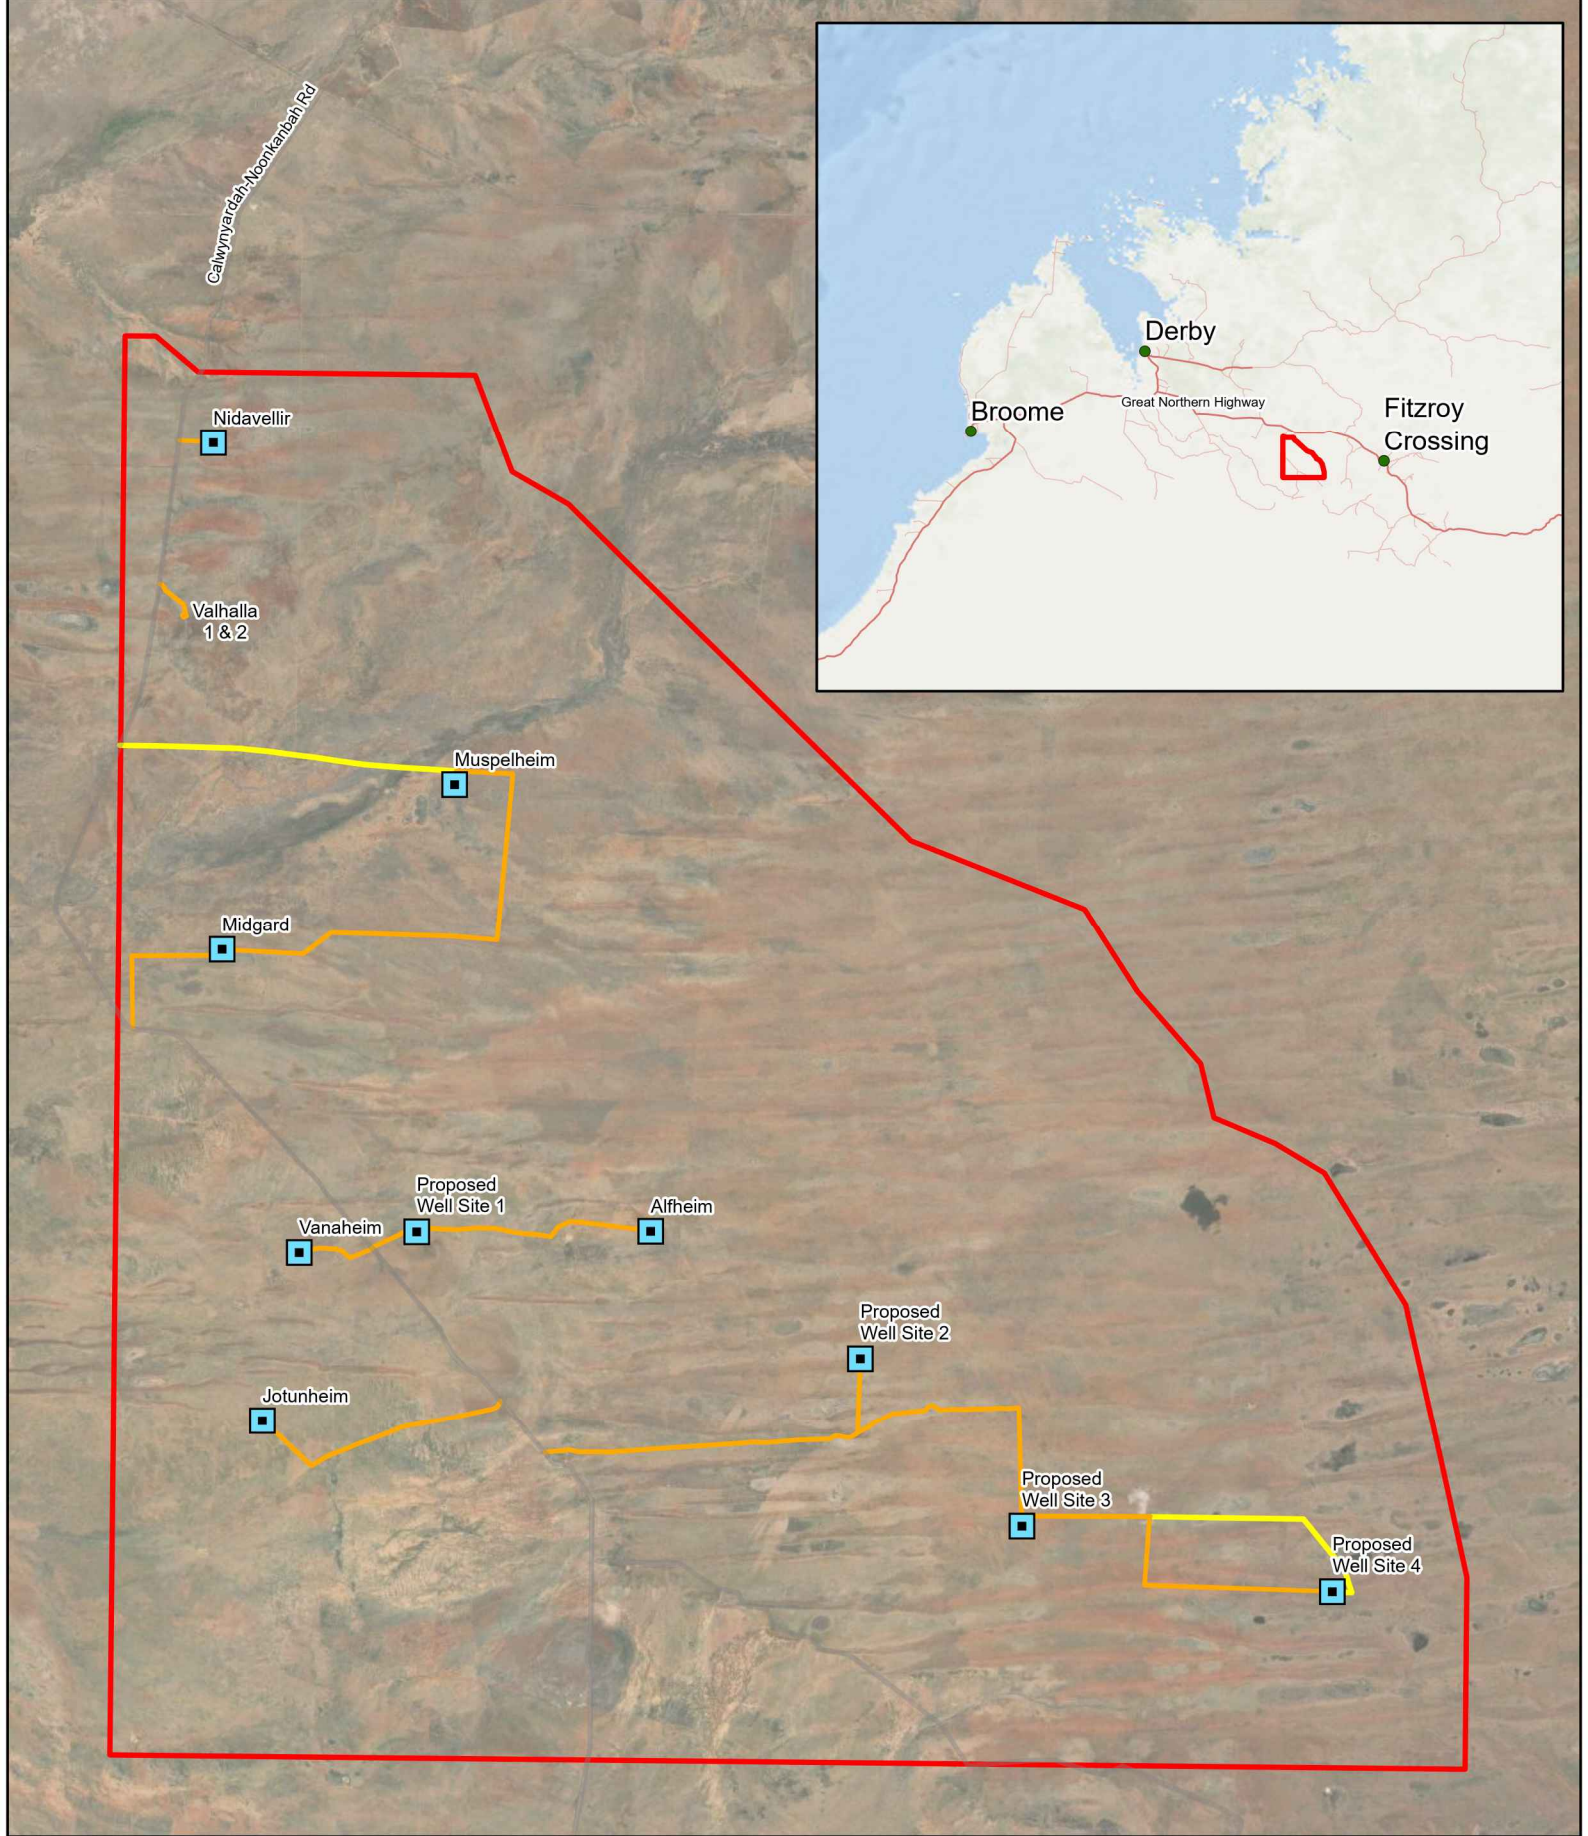 Calwynyardah-Noonkanbah Rd
Derby
Great Northern Highway
Broome
Fitzroy
Crossing
Nidavellir
Valhalla
1 & 2
Muspelheim
Midgard
Proposed
Well Site 1
Alfheim
Vanaheim
Proposed
Well Site 2
Jotunheim
Proposed
Well Site 3
Proposed
Well Site 4